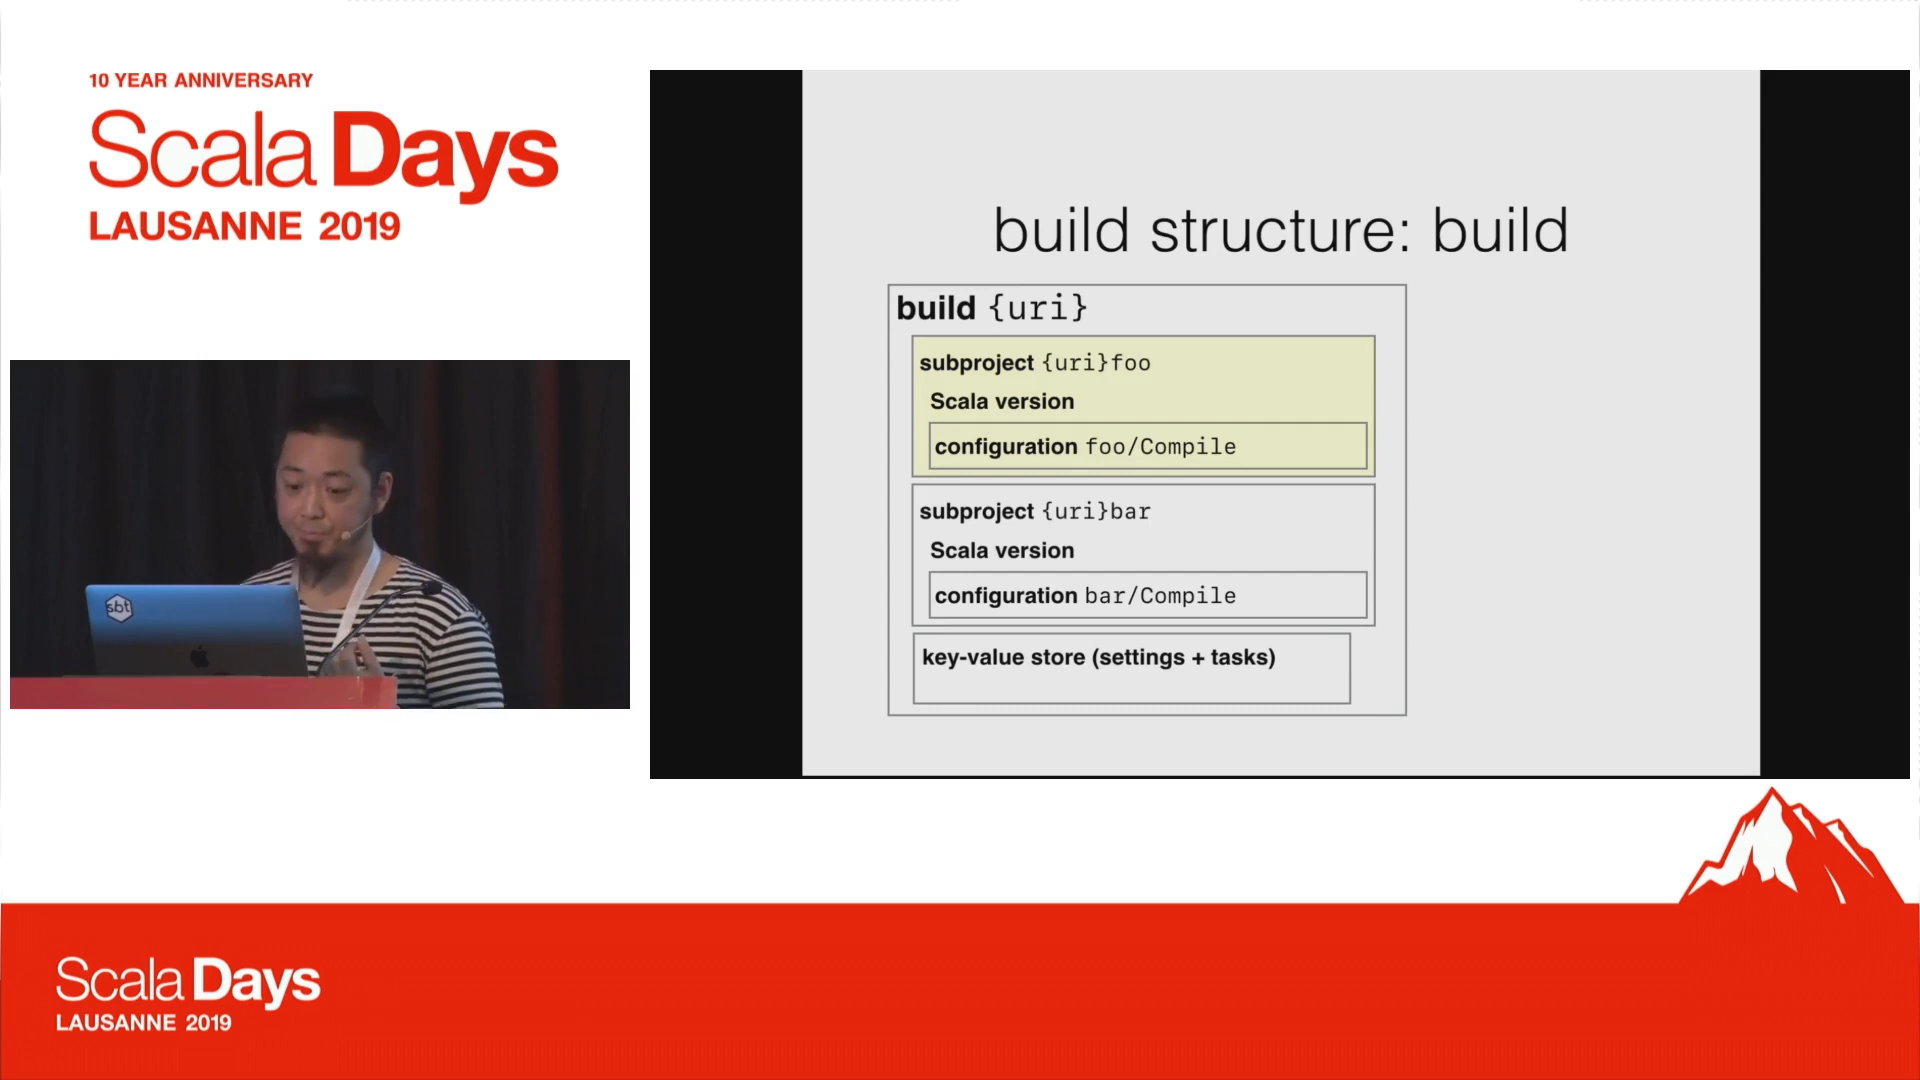 10 YEAR ANNIVERSARY
Scala Days
LAUSANNE 2019
build structure: build
build {uri}
subproject {uri}foo
Scala version
configuration foo/Compile
subproject {uri}bar
Scala version
configuration bar/Compile
key-value store (settings + tasks)
sbt
Scala Days
LAUSANNE 2019